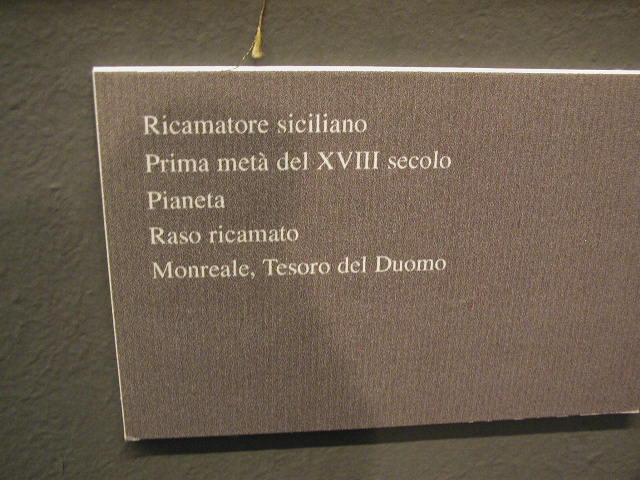 Ricamatore siciliano
Prima metà del XVIII secolo
Pianeta
Raso ricamato
Monreale, Tesoro del Duomo